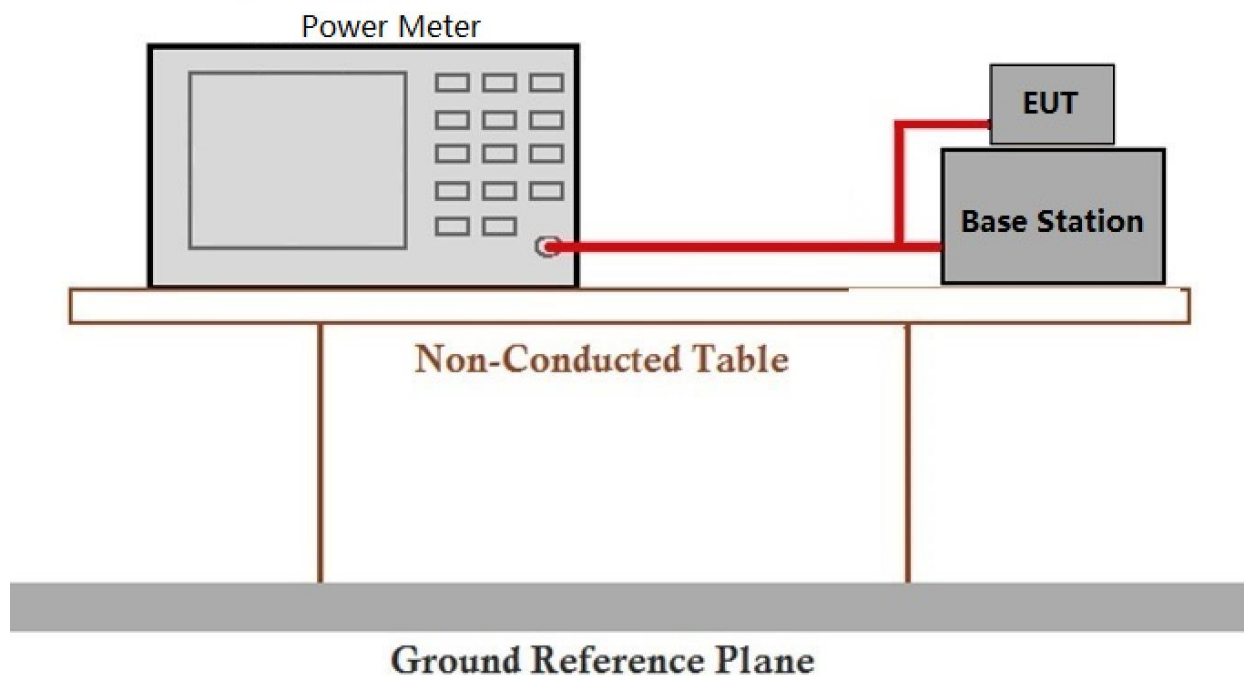 Power Meter
EUT
Base Station
Non-Conducted Table
Ground Reference Plane